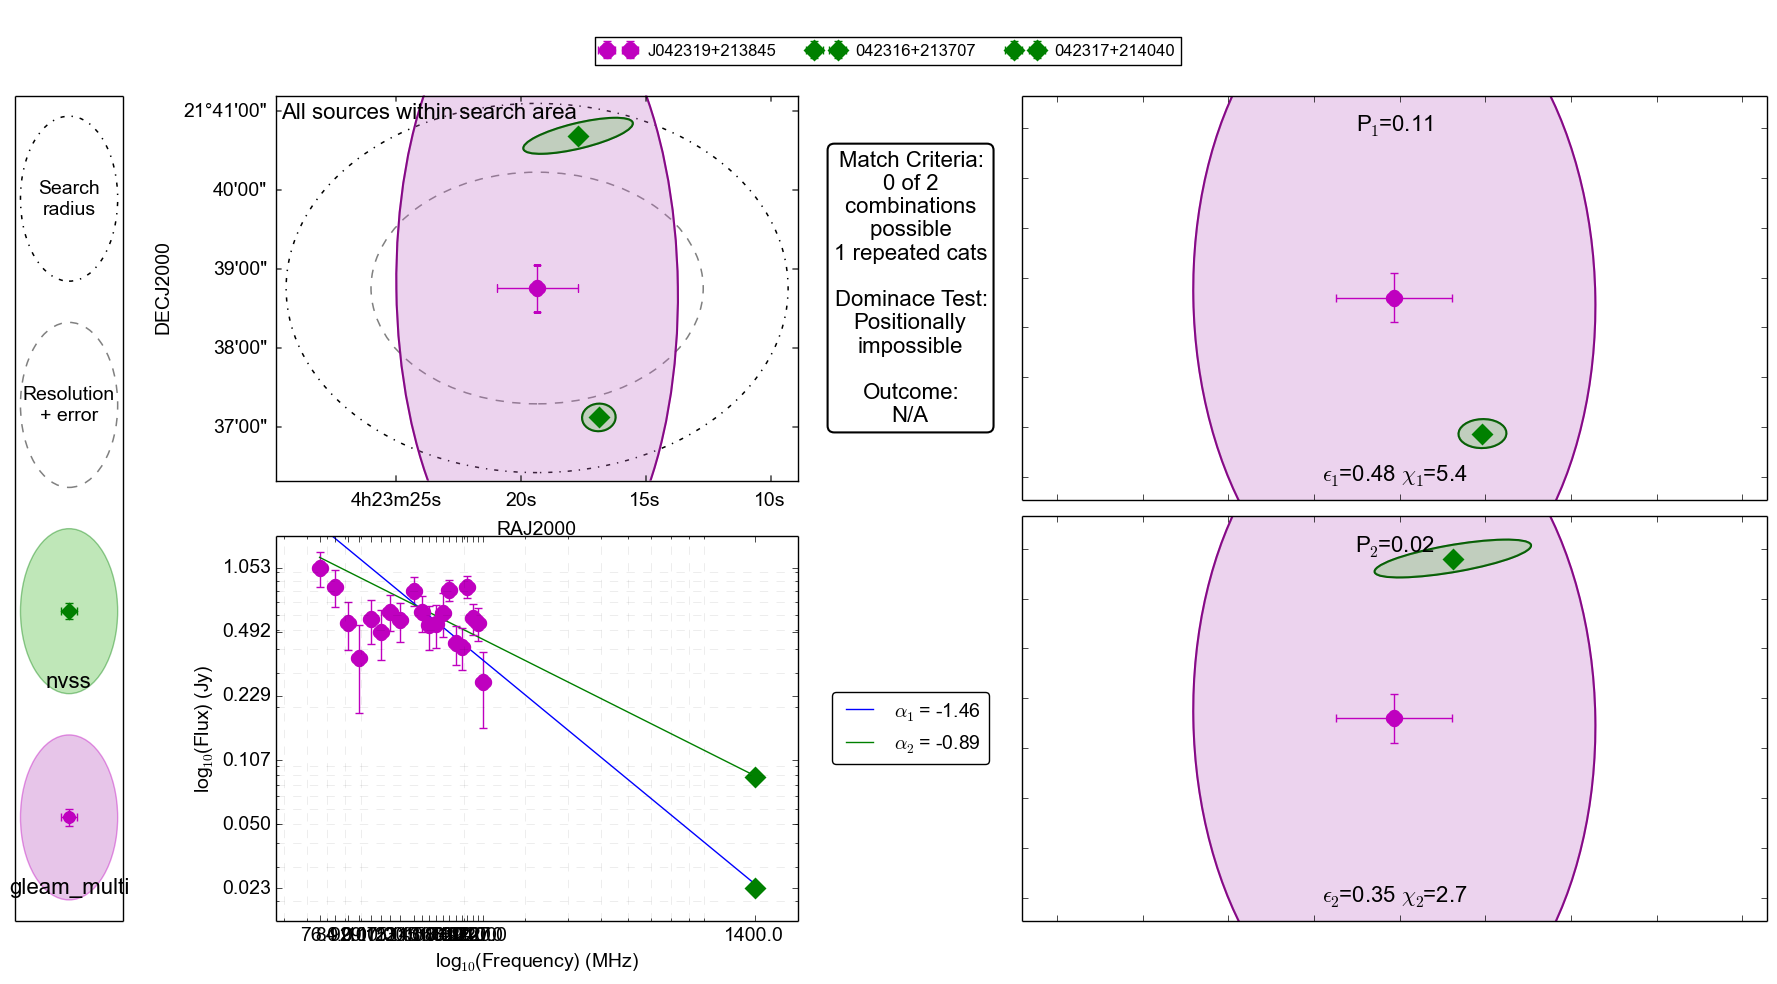 J042319+213845 042316+213707 042317+214040
Search
radius
Resolution
+ error
nvss
gleam_multi
All sources within search area
21°41'00"
40'00"
39'00"
38'00"
37'00"
DECJ2000
4h23m25s 20s 15s 10s
RAJ2000
Match Criteria:
0 of 2
combinations
possible
1 repeated cats
Dominace Test:
Positionally
impossible
Outcome:
N/A
P1=0.11
ϵ1=0.48 χ1=5.4
P2=0.02
ϵ2=0.35 χ2=2.7
1.053
0.492
0.229
0.107
0.050
0.023
log10(Flux) (Jy)
1400.0
log10(Frequency) (MHz)
α1 = -1.46
α2 = -0.89